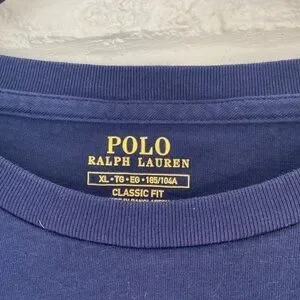 POLO
RALPH LAUREN
XL • TG • EG • 185/104A
CLASSIC FIT